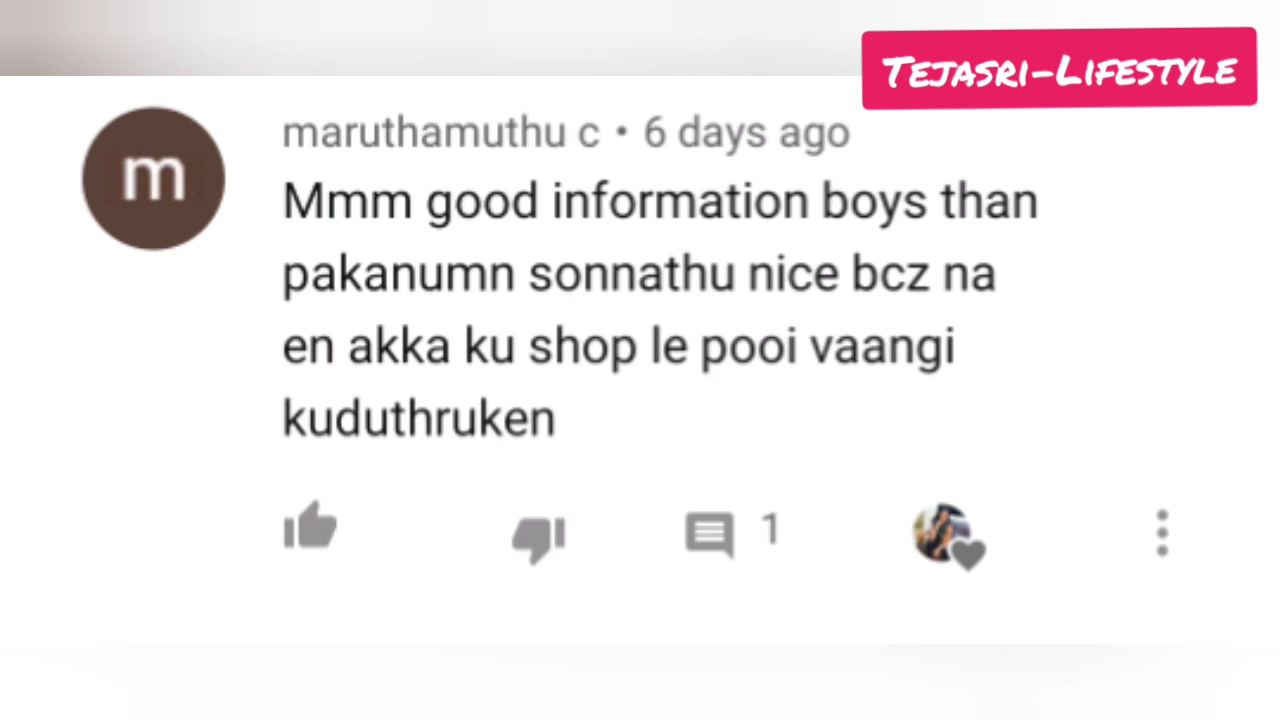 Tejasri-Lifestyle
m
maruthamuthu c • 6 days ago
Mmm good information boys than
pakanumn sonnathu nice bcz na
en akka ku shop le pooi vaangi
kuduthruken
1